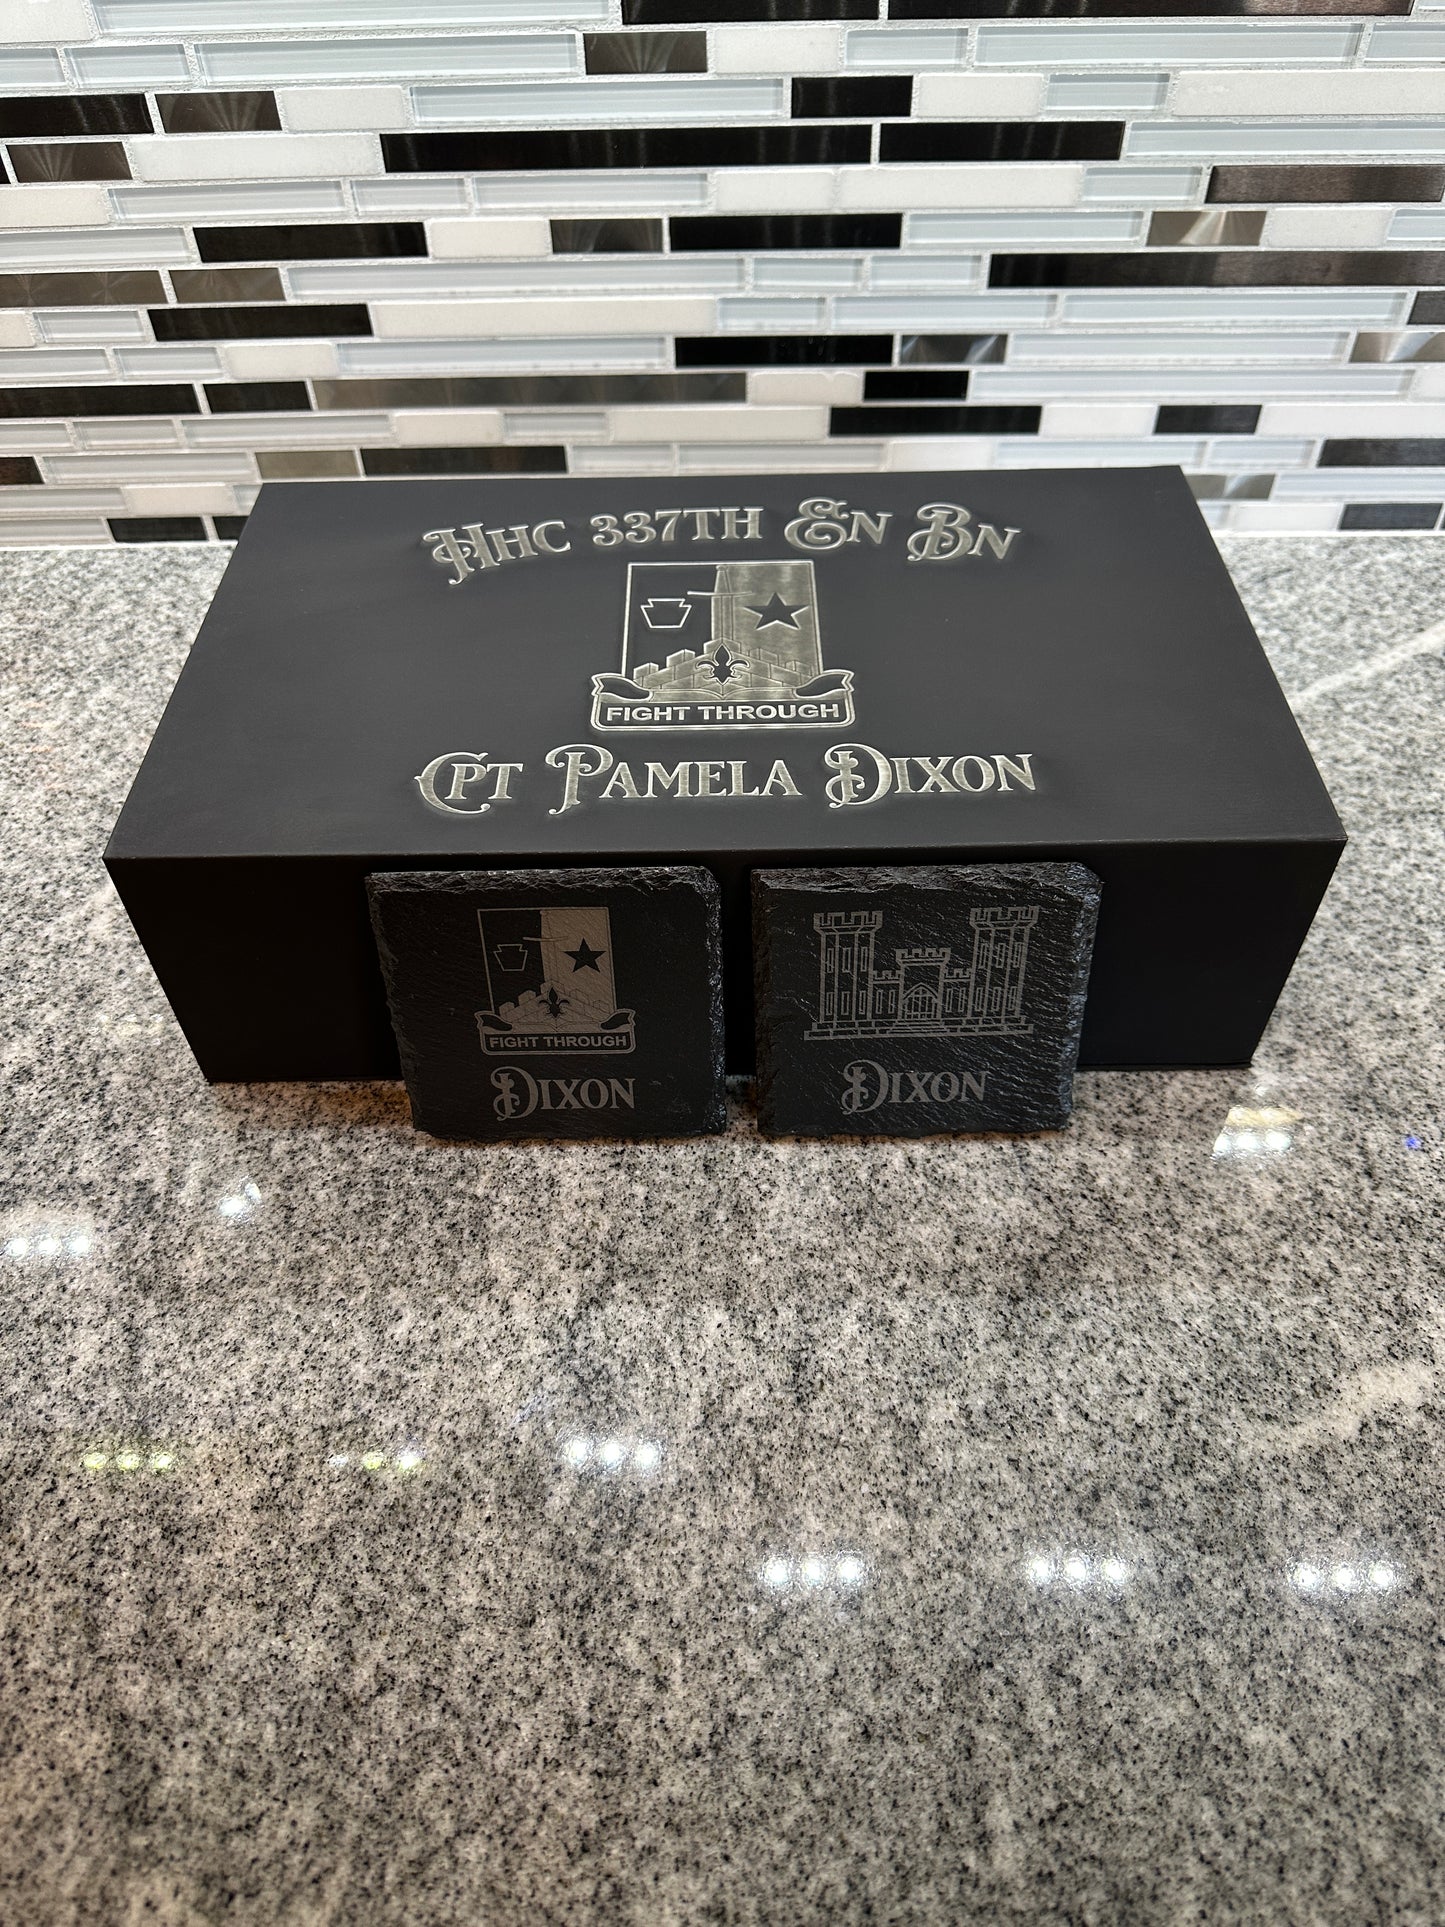 HHC 337TH EN BN
FIGHT THROUGH
CPT PAMELA DIXON
FIGHT THROUGH
DIXON
DIXON